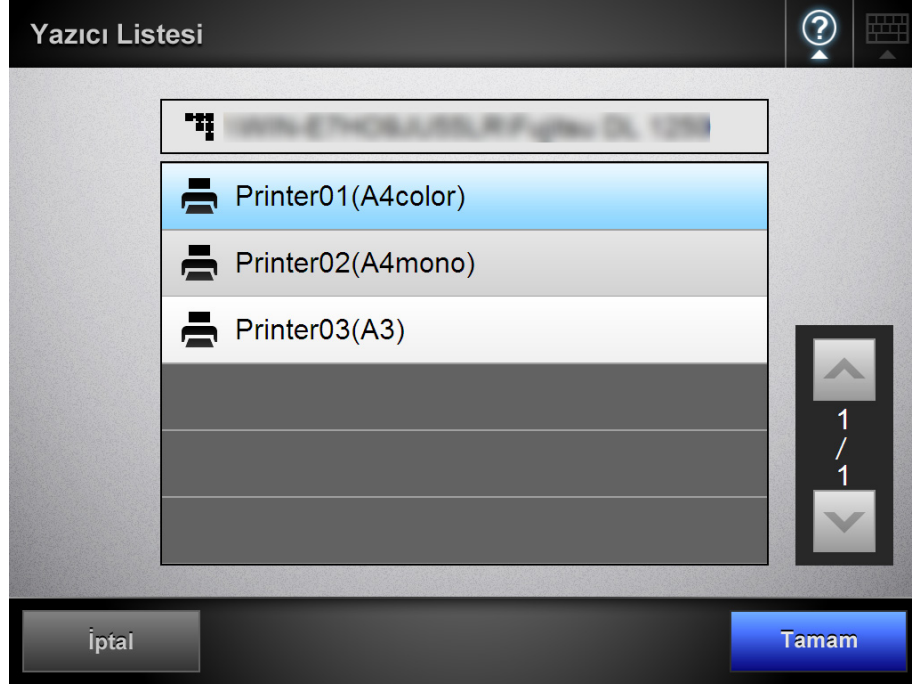 Yazıcı Listesi
?
Printer01(A4color)
Printer02(A4mono)
Printer03(A3)
1
/
1
İptal
Tamam